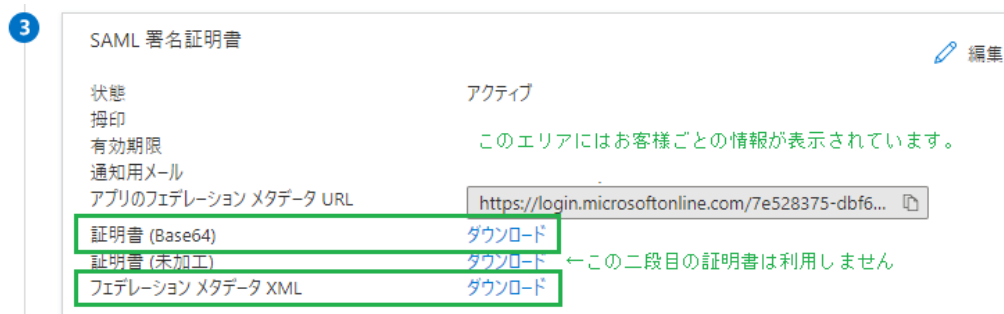 3
SAML 署名証明書
編集
状態 アクティブ
拇印
有効期限
このエリアにはお客様ごとの情報が表示されています。
通知用メール
アプリのフェデレーション メタデータ URL https://login.microsoftonline.com/7e528375-dbf6...
証明書 (Base64) ダウンロード
証明書 (未加工) ダウンロード ←この二段目の証明書は利用しません
フェデレーション メタデータ XML ダウンロード